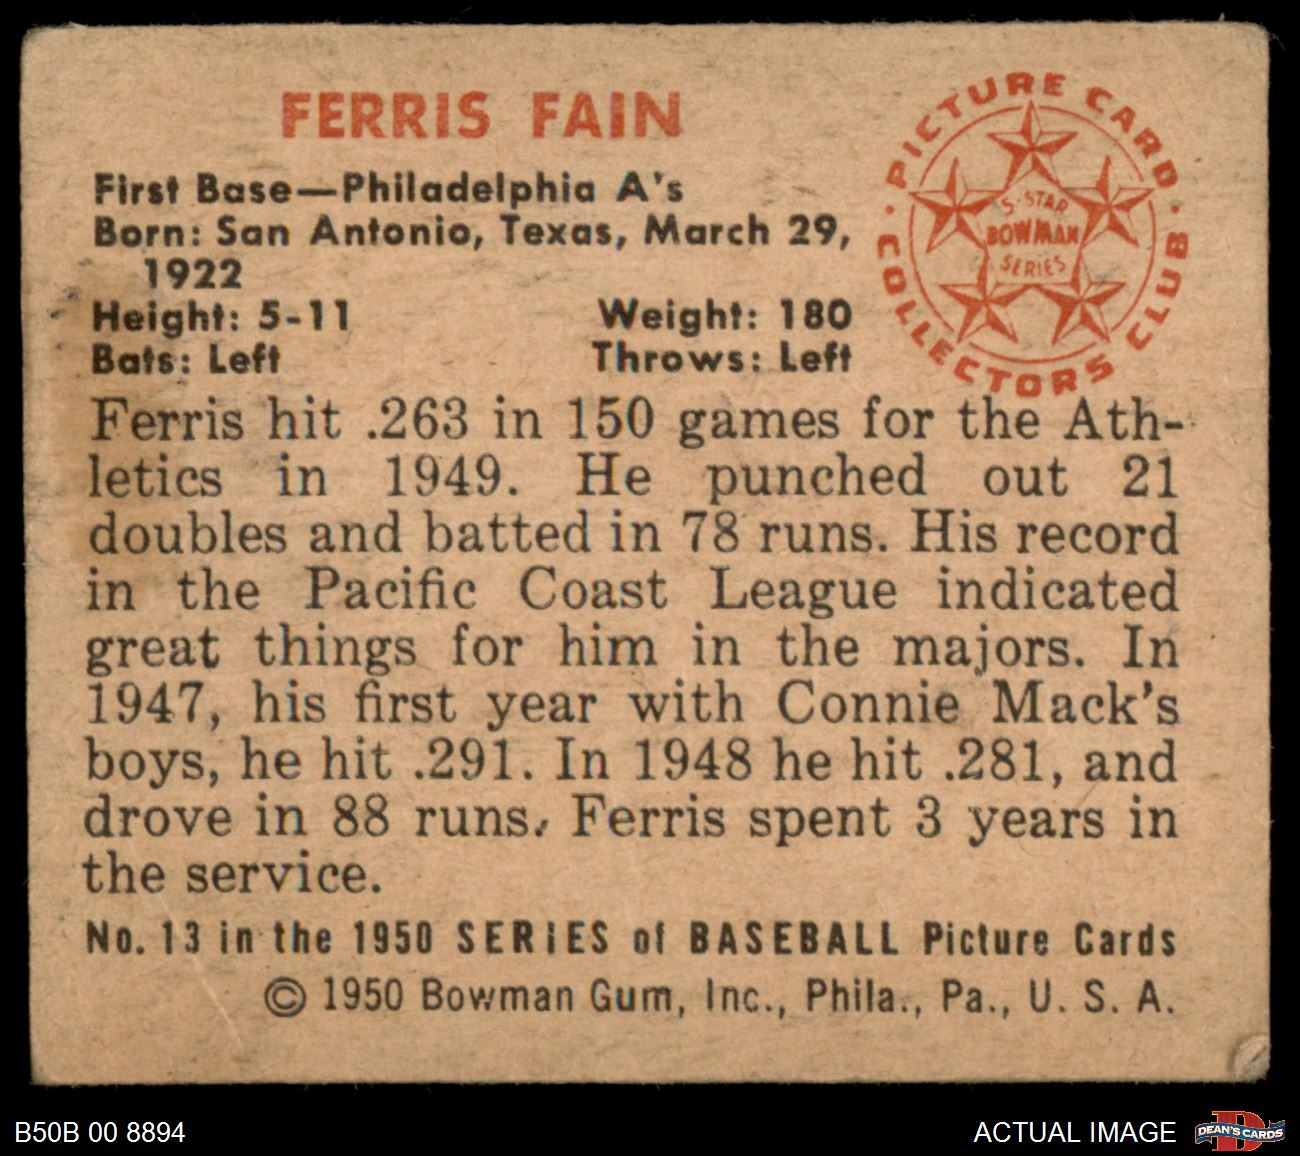 FERRIS FAIN
PICTURE CARD
· COLLECTORS CLUB ·
5-STAR
BOWMAN
SERIES
First Base—Philadelphia A's
Born: San Antonio, Texas, March 29,
1922
Height: 5-11 Weight: 180
Bats: Left Throws: Left
Ferris hit .263 in 150 games for the Ath-
letics in 1949. He punched out 21
doubles and batted in 78 runs. His record
in the Pacific Coast League indicated
great things for him in the majors. In
1947, his first year with Connie Mack's
boys, he hit .291. In 1948 he hit .281, and
drove in 88 runs. Ferris spent 3 years in
the service.
No. 13 in the 1950 SERIES of BASEBALL Picture Cards
© 1950 Bowman Gum, Inc., Phila., Pa., U. S. A.
B50B 00 8894
ACTUAL IMAGE
DEAN'S CARDS